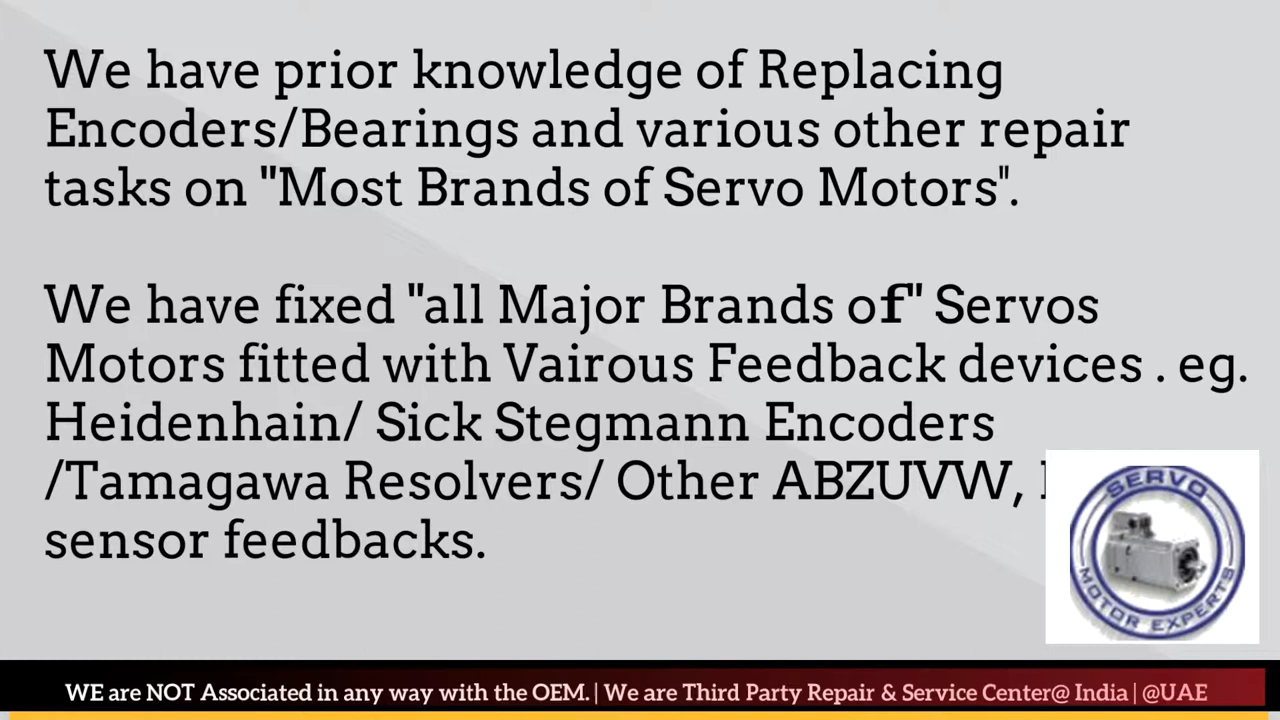 We have prior knowledge of Replacing
Encoders/Bearings and various other repair
tasks on "Most Brands of Servo Motors".
We have fixed "all Major Brands of" Servos
Motors fitted with Vairous Feedback devices . eg.
Heidenhain/ Sick Stegmann Encoders
/Tamagawa Resolvers/ Other ABZUVW,
sensor feedbacks.
SERVO
MOTOR EXPERTS
WE are NOT Associated in any way with the OEM. | We are Third Party Repair & Service Center@ India | @UAE